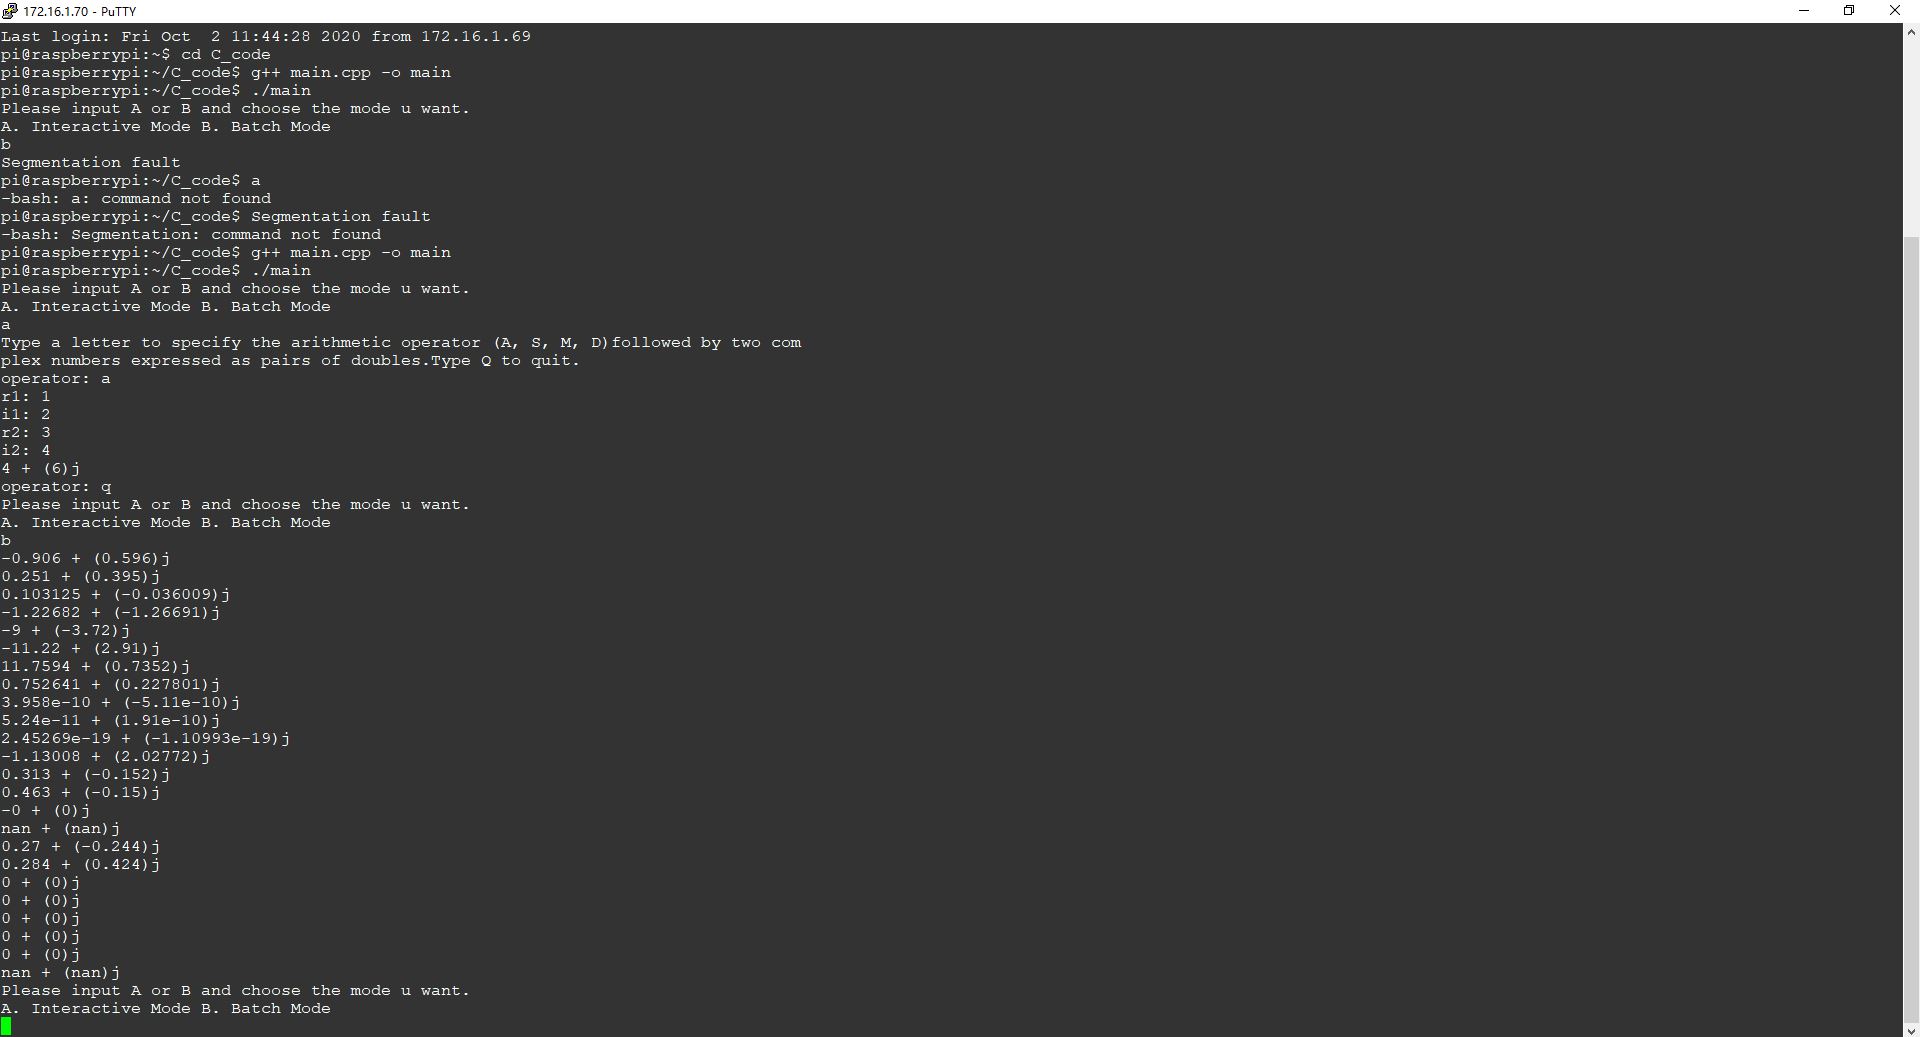 172.16.1.70 - PuTTY
Last login: Fri Oct  2 11:44:28 2020 from 172.16.1.69
pi@raspberrypi:~$ cd C_code
pi@raspberrypi:~/C_code$ g++ main.cpp -o main
pi@raspberrypi:~/C_code$ ./main
Please input A or B and choose the mode u want.
A. Interactive Mode B. Batch Mode
b
Segmentation fault
pi@raspberrypi:~/C_code$ a
-bash: a: command not found
pi@raspberrypi:~/C_code$ Segmentation fault
-bash: Segmentation: command not found
pi@raspberrypi:~/C_code$ g++ main.cpp -o main
pi@raspberrypi:~/C_code$ ./main
Please input A or B and choose the mode u want.
A. Interactive Mode B. Batch Mode
a
Type a letter to specify the arithmetic operator (A, S, M, D)followed by two com
plex numbers expressed as pairs of doubles.Type Q to quit.
operator: a
r1: 1
i1: 2
r2: 3
i2: 4
4 + (6)j
operator: q
Please input A or B and choose the mode u want.
A. Interactive Mode B. Batch Mode
b
-0.906 + (0.596)j
0.251 + (0.395)j
0.103125 + (-0.036009)j
-1.22682 + (-1.26691)j
-9 + (-3.72)j
-11.22 + (2.91)j
11.7594 + (0.7352)j
0.752641 + (0.227801)j
3.958e-10 + (-5.11e-10)j
5.24e-11 + (1.91e-10)j
2.45269e-19 + (-1.10993e-19)j
-1.13008 + (2.02772)j
0.313 + (-0.152)j
0.463 + (-0.15)j
-0 + (0)j
nan + (nan)j
0.27 + (-0.244)j
0.284 + (0.424)j
0 + (0)j
0 + (0)j
0 + (0)j
0 + (0)j
0 + (0)j
nan + (nan)j
Please input A or B and choose the mode u want.
A. Interactive Mode B. Batch Mode